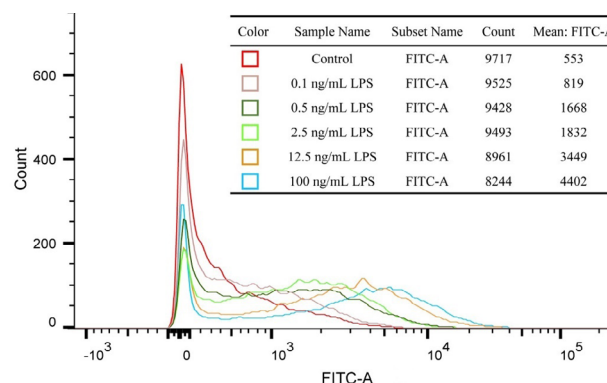 Color Sample Name Subset Name Count Mean: FITC-A
Control FITC-A 9717 553
0.1 ng/mL LPS FITC-A 9525 819
0.5 ng/mL LPS FITC-A 9428 1668
2.5 ng/mL LPS FITC-A 9493 1832
12.5 ng/mL LPS FITC-A 8961 3449
100 ng/mL LPS FITC-A 8244 4402
Count
600
400
200
0
-10³ 0 10³ 10⁴ 10⁵
FITC-A